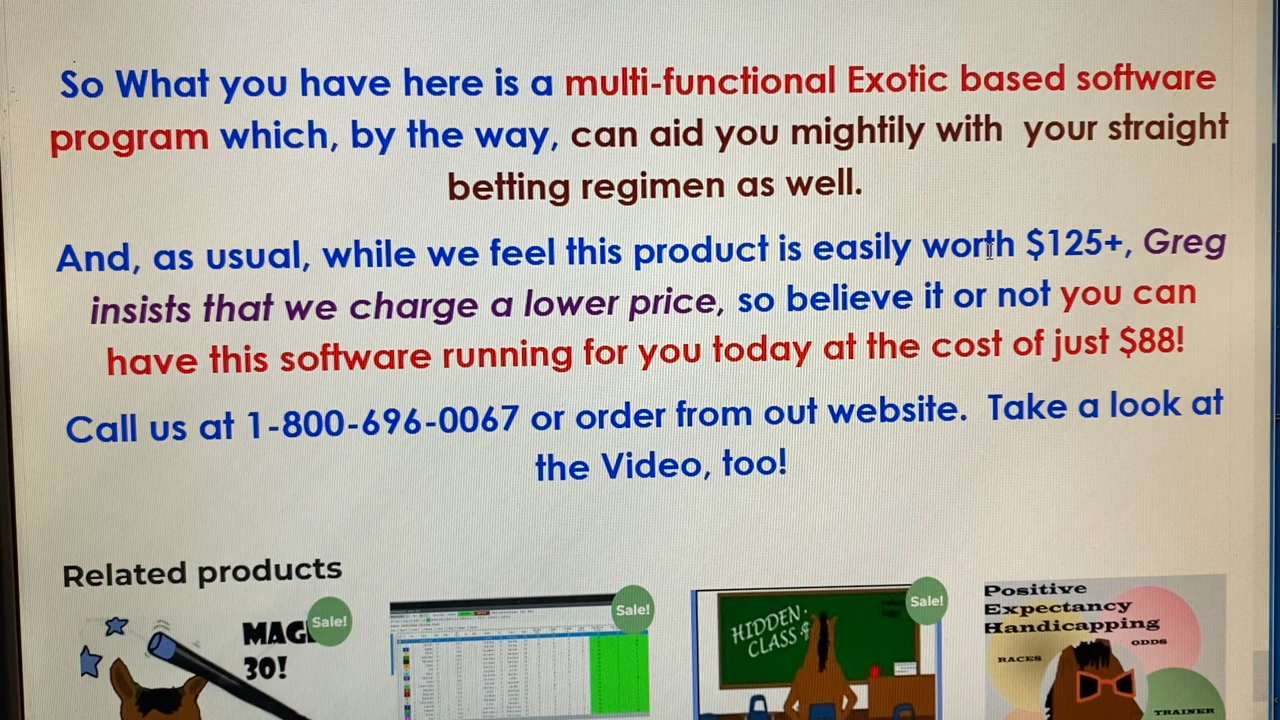 So What you have here is a multi-functional Exotic based software
program which, by the way, can aid you mightily with your straight
betting regimen as well.
And, as usual, while we feel this product is easily worth $125+, Greg
insists that we charge a lower price, so believe it or not you can
have this software running for you today at the cost of just $88!
Call us at 1-800-696-0067 or order from out website. Take a look at
the Video, too!
Related products
Sale!
Sale!
Sale!
30!
HIDDEN
CLASS
Positive
Expectancy
Handicapping
ODDS
RACES
TRAINER